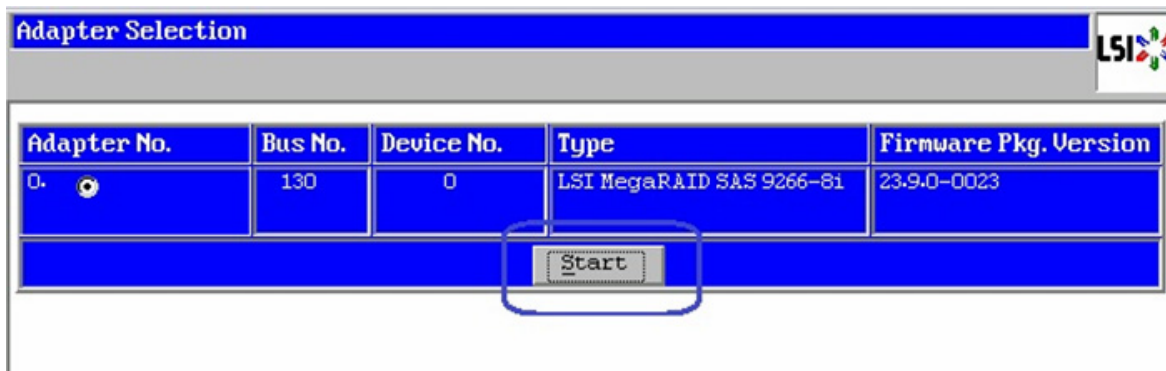 Adapter Selection
LSI
Adapter No. Bus No. Device No. Type Firmware Pkg. Version
0. 130 0 LSI MegaRAID SAS 9266-8i 23.9.0-0023
Start